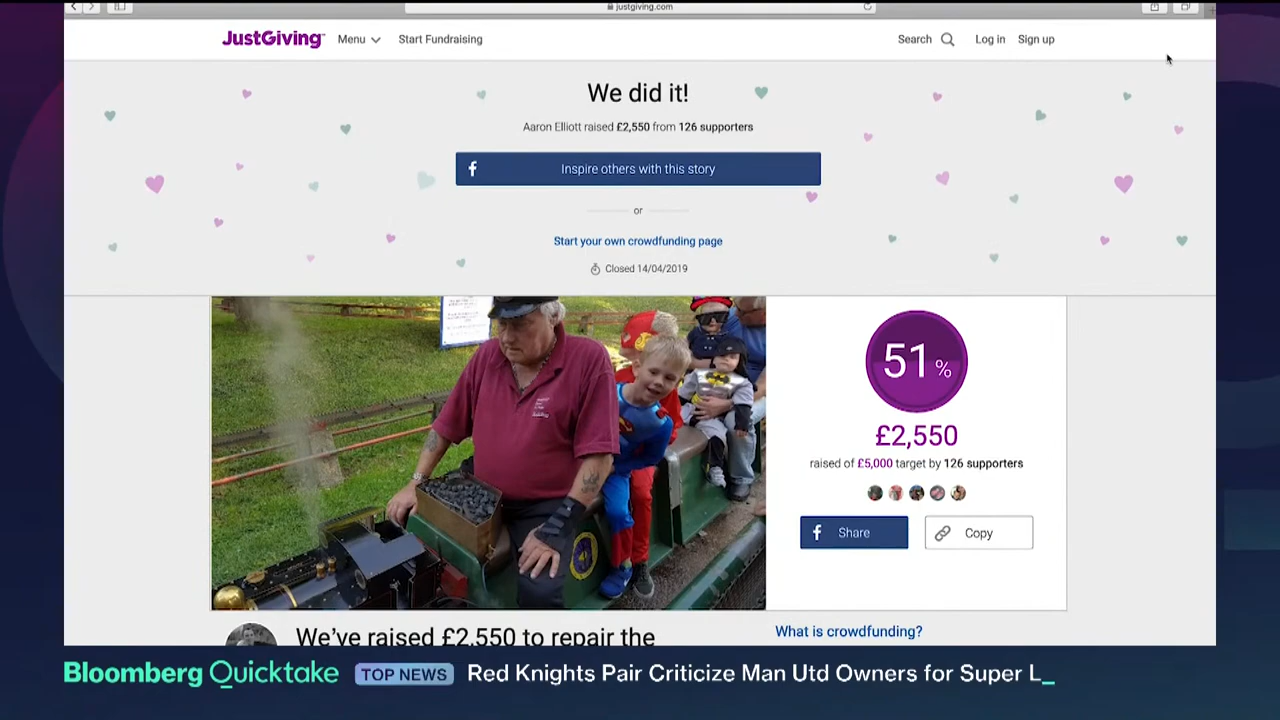 justgiving.com
JustGiving™ Menu Start Fundraising Search Log in Sign up
We did it!
Aaron Elliott raised £2,550 from 126 supporters
Inspire others with this story
or
Start your own crowdfunding page
Closed 14/04/2019
51 %
£2,550
raised of £5,000 target by 126 supporters
Share Copy
We've raised £2,550 to repair the
What is crowdfunding?
Bloomberg Quicktake TOP NEWS Red Knights Pair Criticize Man Utd Owners for Super L_